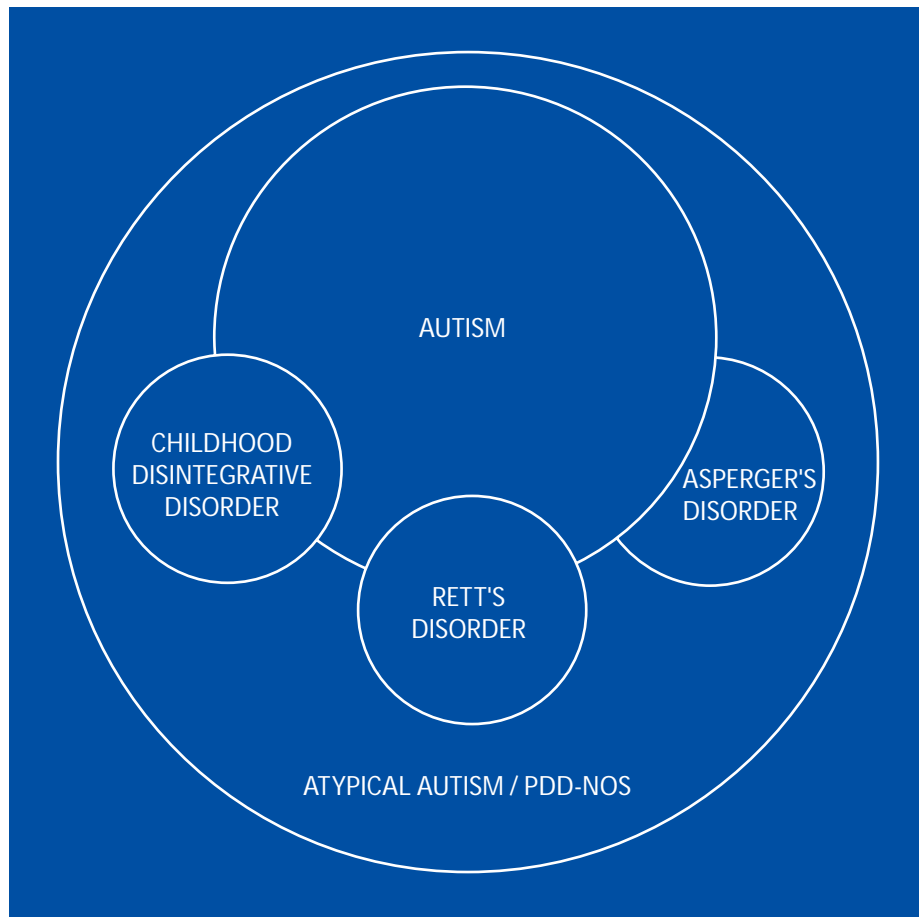 AUTISM
CHILDHOOD
DISINTEGRATIVE
DISORDER
ASPERGER'S
DISORDER
RETT'S
DISORDER
ATYPICAL AUTISM / PDD-NOS